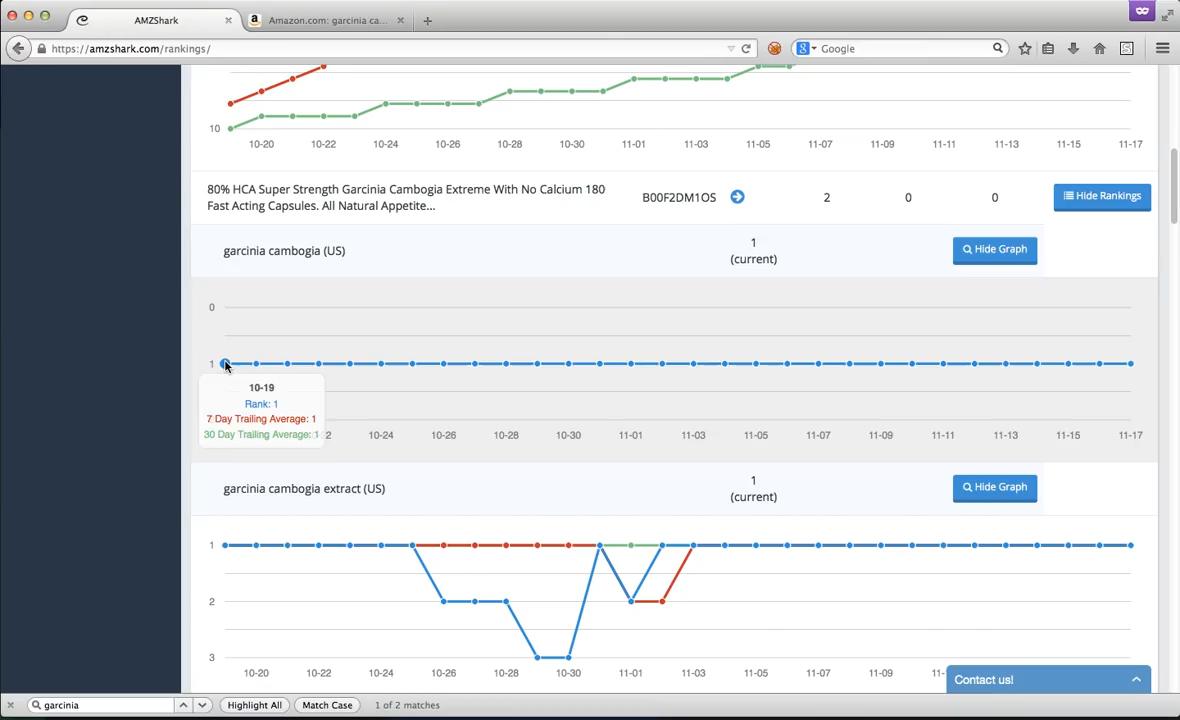 AMZShark
Amazon.com: garcinia ca...
https://amzshark.com/rankings/
Google
10
10-20 10-22 10-24 10-26 10-28 10-30 11-01 11-03 11-05 11-07 11-09 11-11 11-13 11-15 11-17
80% HCA Super Strength Garcinia Cambogia Extreme With No Calcium 180
Fast Acting Capsules. All Natural Appetite...
B00F2DM1OS
2
0
0
Hide Rankings
garcinia cambogia (US)
1
(current)
Hide Graph
0
1
10-19
Rank: 1
7 Day Trailing Average: 1
30 Day Trailing Average: 1
2 10-24 10-26 10-28 10-30 11-01 11-03 11-05 11-07 11-09 11-11 11-13 11-15 11-17
garcinia cambogia extract (US)
1
(current)
Hide Graph
1
2
3
10-20 10-22 10-24 10-26 10-28 10-30 11-01 11-03 11-05 11-07 11-09 11-
Contact us!
garcinia
Highlight All
Match Case
1 of 2 matches